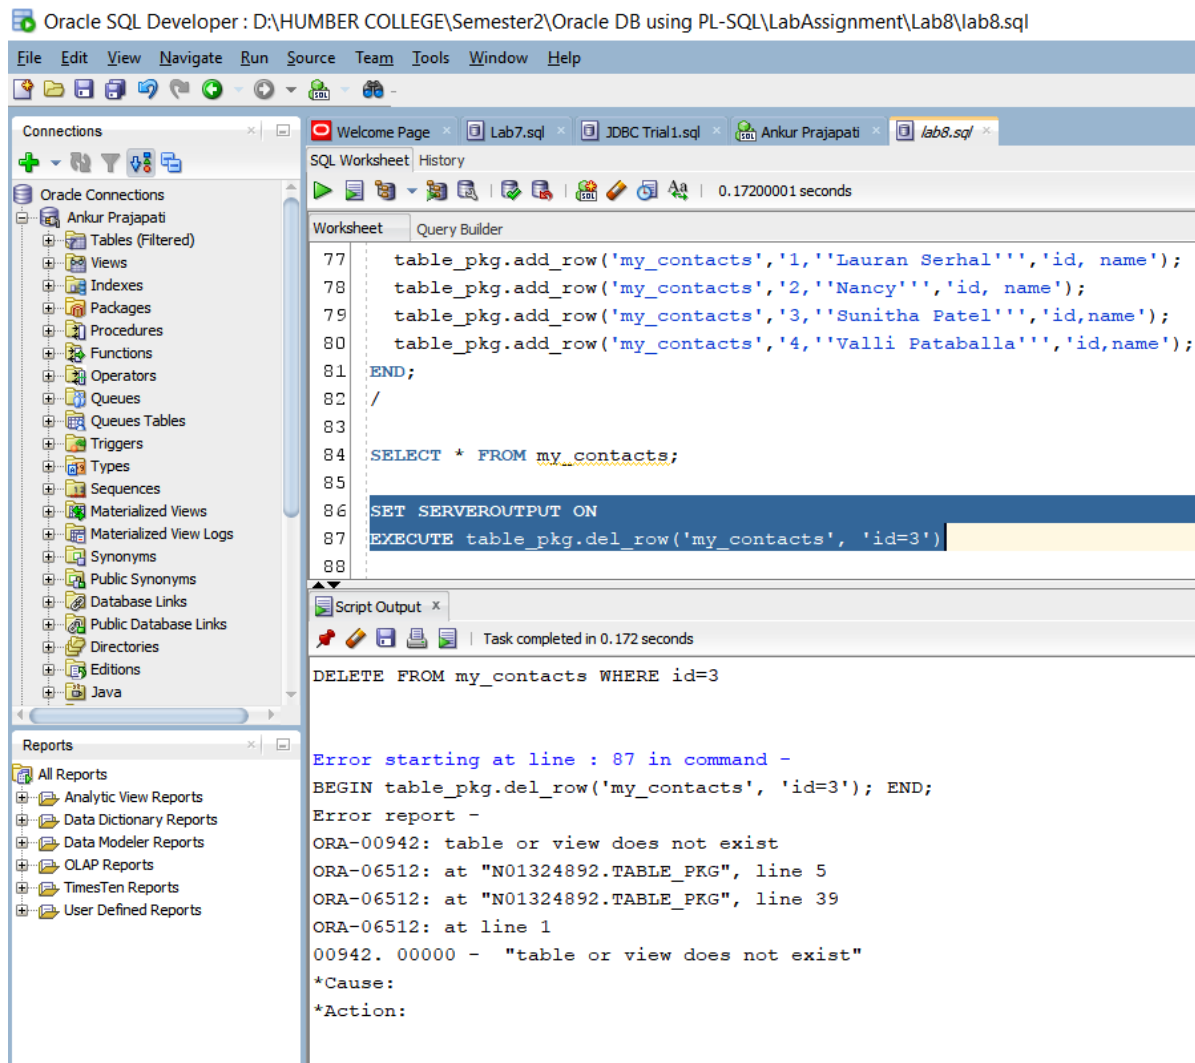 Oracle SQL Developer : D:\HUMBER COLLEGE\Semester2\Oracle DB using PL-SQL\LabAssignment\Lab8\lab8.sql
File Edit View Navigate Run Source Team Tools Window Help
Connections
Oracle Connections
Ankur Prajapati
Tables (Filtered)
Views
Indexes
Packages
Procedures
Functions
Operators
Queues
Queues Tables
Triggers
Types
Sequences
Materialized Views
Materialized View Logs
Synonyms
Public Synonyms
Database Links
Public Database Links
Directories
Editions
Java
Reports
All Reports
Analytic View Reports
Data Dictionary Reports
Data Modeler Reports
OLAP Reports
TimesTen Reports
User Defined Reports
Welcome Page Lab7.sql JDBC Trial1.sql Ankur Prajapati lab8.sql
SQL Worksheet History
0.17200001 seconds
Worksheet Query Builder
77 table_pkg.add_row('my_contacts','1,''Lauran Serhal''','id, name');
78 table_pkg.add_row('my_contacts','2,''Nancy''','id, name');
79 table_pkg.add_row('my_contacts','3,''Sunitha Patel''','id,name');
80 table_pkg.add_row('my_contacts','4,''Valli Pataballa''','id,name');
81 END;
82 /
83
84 SELECT * FROM my_contacts;
85
86 SET SERVEROUTPUT ON
87 EXECUTE table_pkg.del_row('my_contacts', 'id=3')
88
Script Output
Task completed in 0.172 seconds
DELETE FROM my_contacts WHERE id=3
Error starting at line : 87 in command -
BEGIN table_pkg.del_row('my_contacts', 'id=3'); END;
Error report -
ORA-00942: table or view does not exist
ORA-06512: at "N01324892.TABLE_PKG", line 5
ORA-06512: at "N01324892.TABLE_PKG", line 39
ORA-06512: at line 1
00942. 00000 - "table or view does not exist"
*Cause:
*Action: